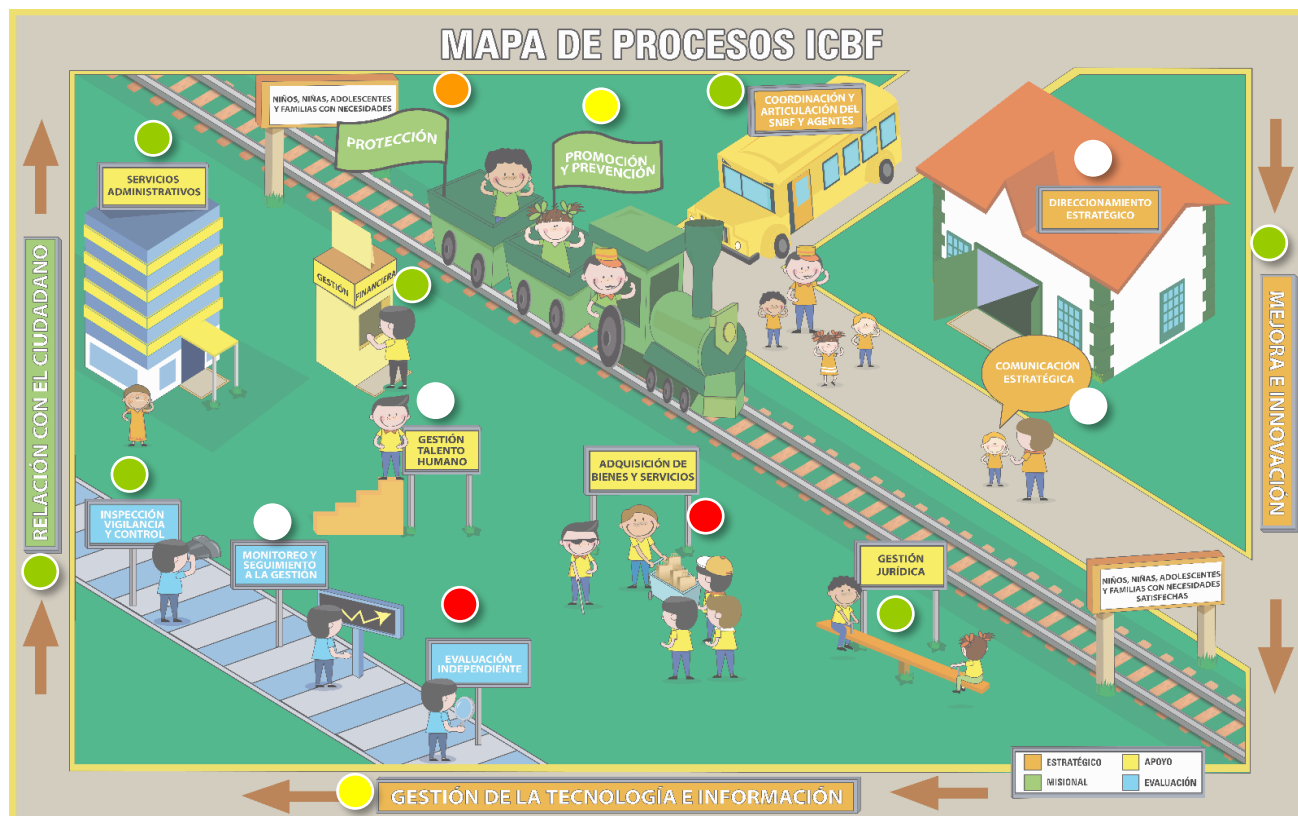 MAPA DE PROCESOS ICBF
NIÑOS, NIÑAS, ADOLESCENTES
Y FAMILIAS CON NECESIDADES
PROTECCIÓN
PROMOCIÓN
Y PREVENCIÓN
COORDINACIÓN Y
ARTICULACIÓN DEL
SNBF Y AGENTES
SERVICIOS
ADMINISTRATIVOS
DIRECCIONAMIENTO
ESTRATÉGICO
GESTIÓN
FINANCIERA
RELACIÓN CON EL CIUDADANO
MEJORA E INNOVACIÓN
COMUNICACIÓN
ESTRATÉGICA
GESTIÓN
TALENTO
HUMANO
ADQUISICIÓN DE
BIENES Y SERVICIOS
INSPECCIÓN
VIGILANCIA
Y CONTROL
MONITOREO Y
SEGUIMIENTO
A LA GESTIÓN
GESTIÓN
JURÍDICA
NIÑOS, NIÑAS, ADOLESCENTES
Y FAMILIAS CON NECESIDADES
SATISFECHAS
EVALUACIÓN
INDEPENDIENTE
ESTRATÉGICO
APOYO
MISIONAL
EVALUACIÓN
GESTIÓN DE LA TECNOLOGÍA E INFORMACIÓN